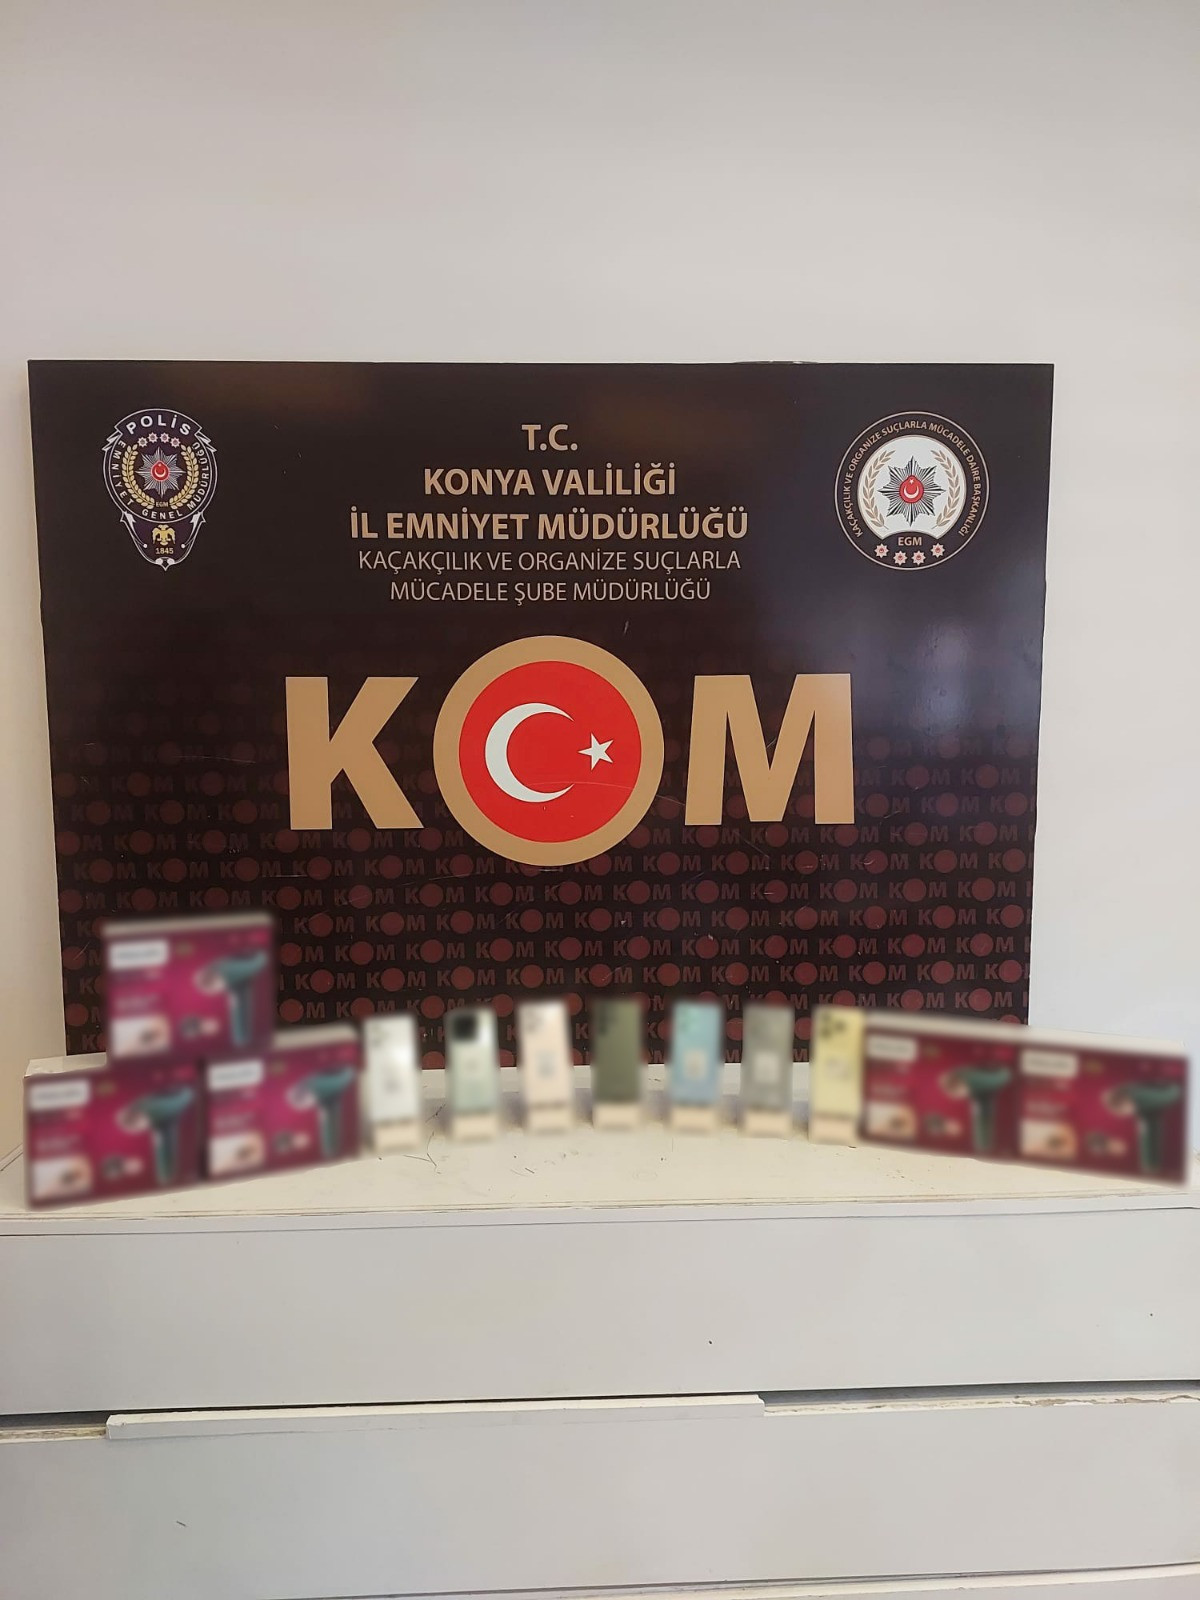 POLİS
EMNİYET GENEL MÜDÜRLÜĞÜ
EGM
1845
T.C.
KONYA VALİLİĞİ
İL EMNİYET MÜDÜRLÜĞÜ
KAÇAKÇILIK VE ORGANİZE SUÇLARLA
MÜCADELE ŞUBE MÜDÜRLÜĞÜ
KAÇAKÇILIK VE ORGANİZE SUÇLARLA MÜCADELE DAİRE BAŞKANLIĞI
EGM
KOM